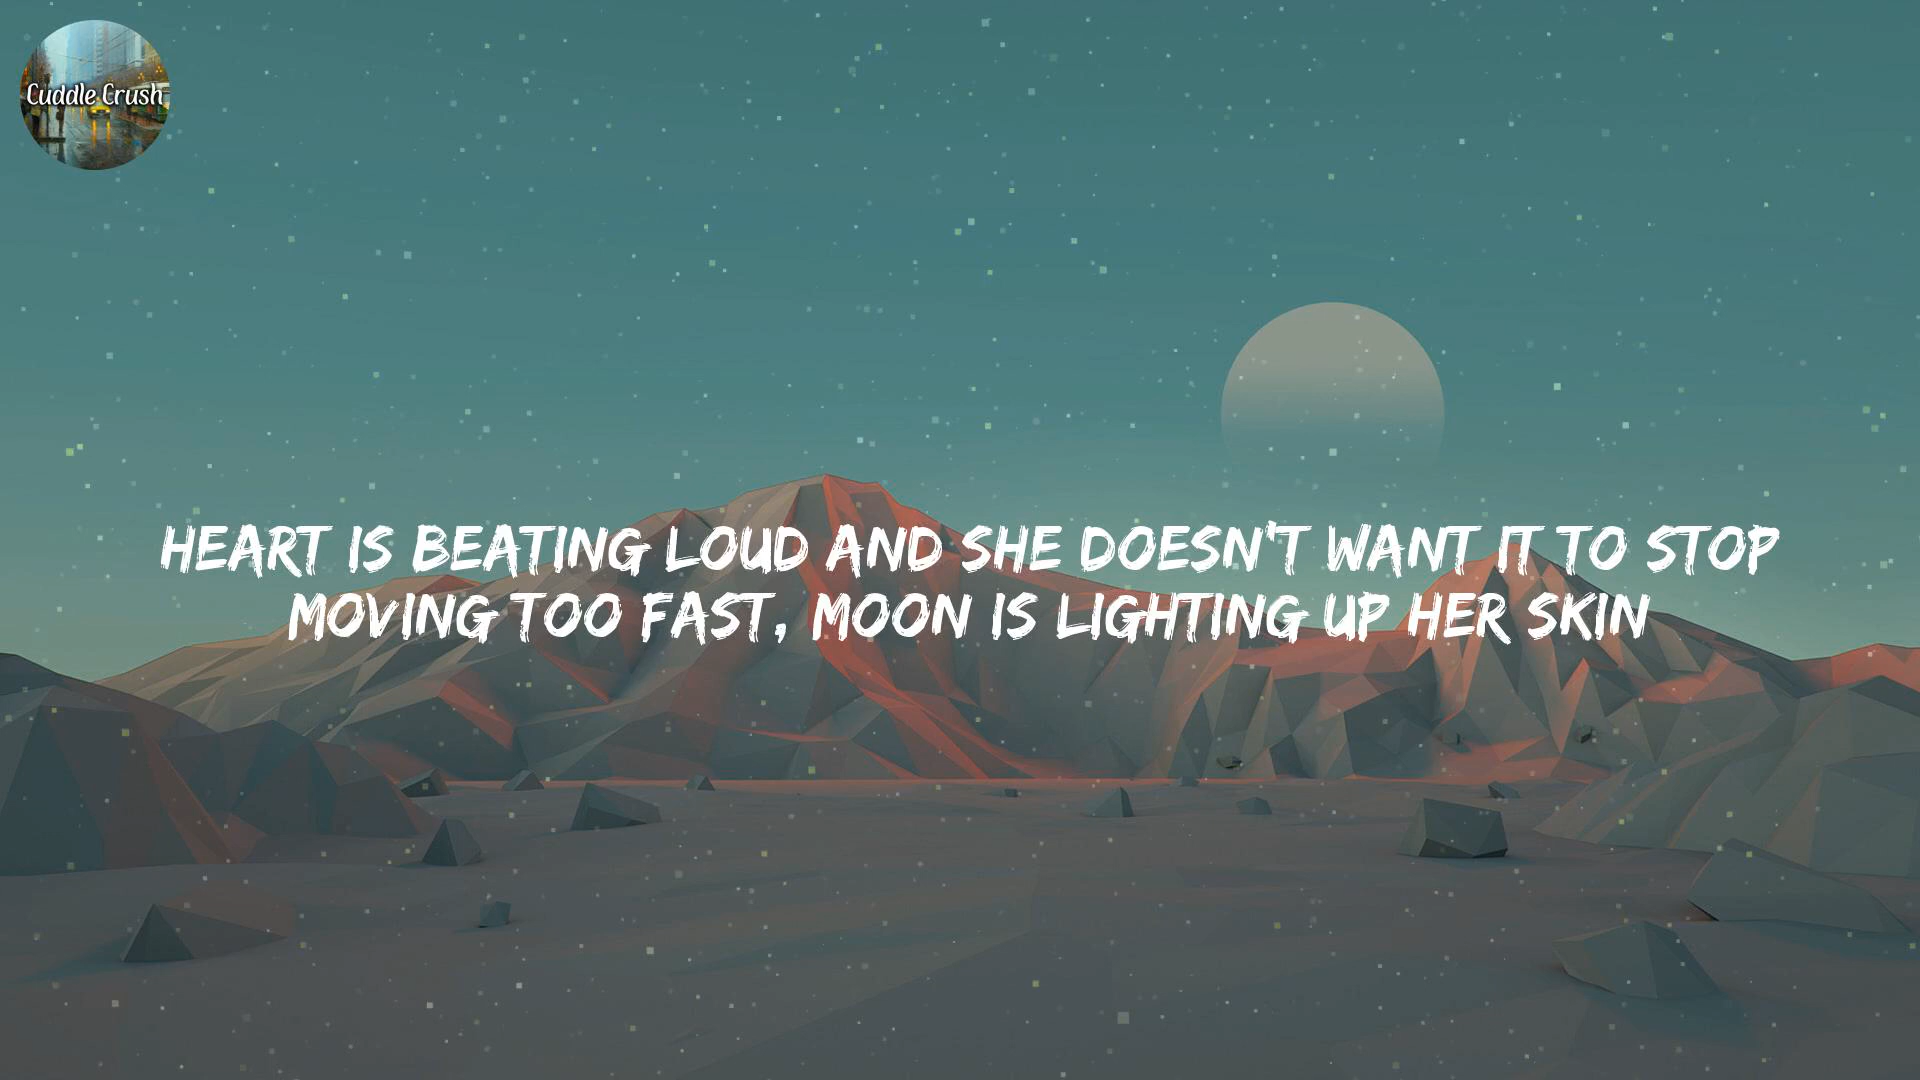 Cuddle Crush
HEART IS BEATING LOUD AND SHE DOESN'T WANT IT TO STOP
MOVING TOO FAST, MOON IS LIGHTING UP HER SKIN